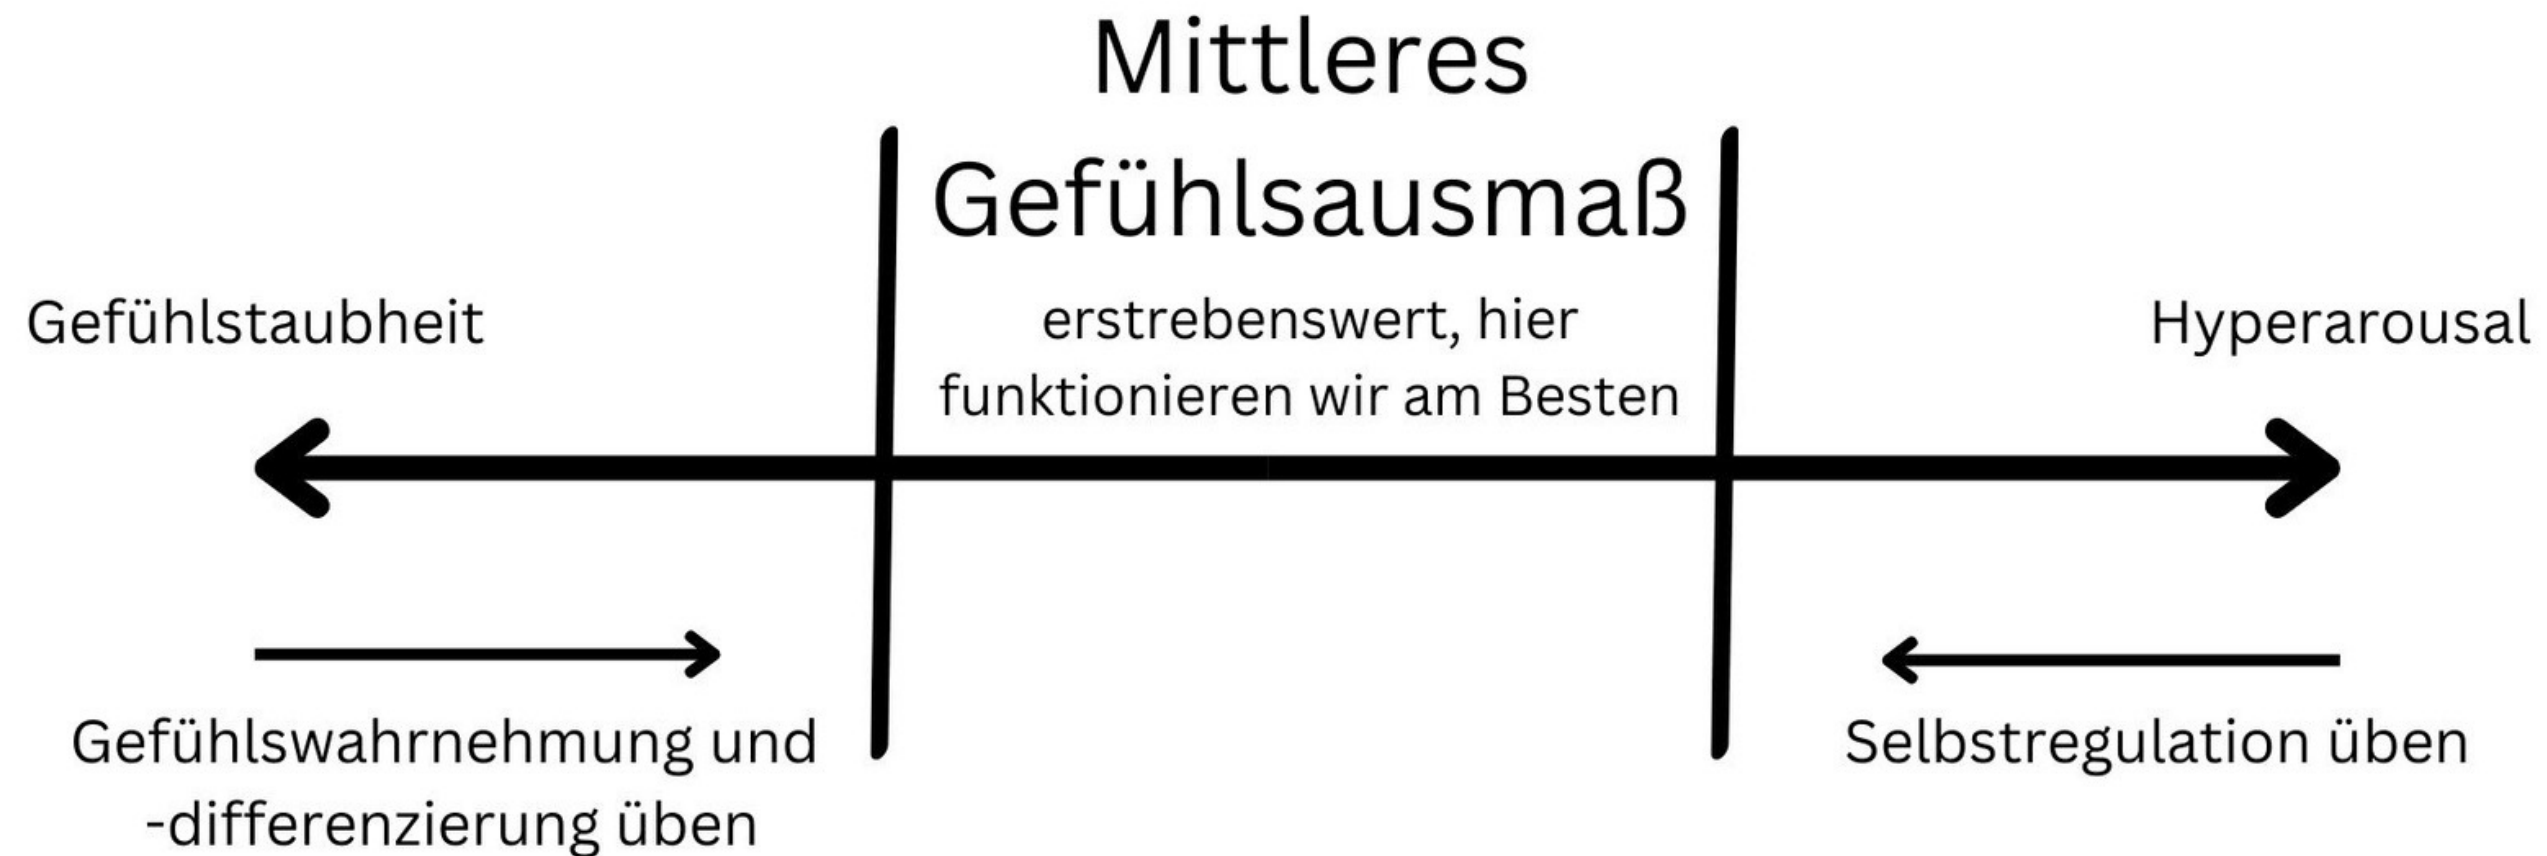 Mittleres
Gefühlsausmaß
erstrebenswert, hier
funktionieren wir am Besten
Gefühlstaubheit
Hyperarousal
Gefühlswahrnehmung und
-differenzierung üben
Selbstregulation üben